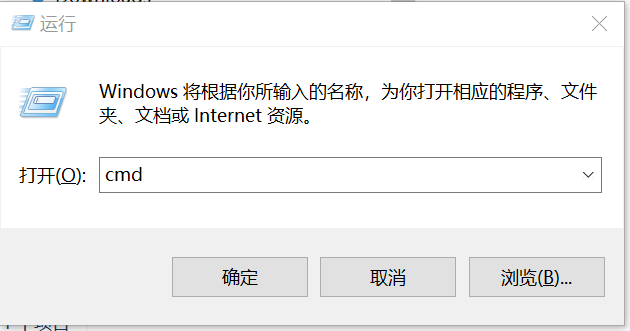 运行
Windows 将根据你所输入的名称，为你打开相应的程序、文件
夹、文档或 Internet 资源。
打开(O): cmd
确定 取消 浏览(B)...